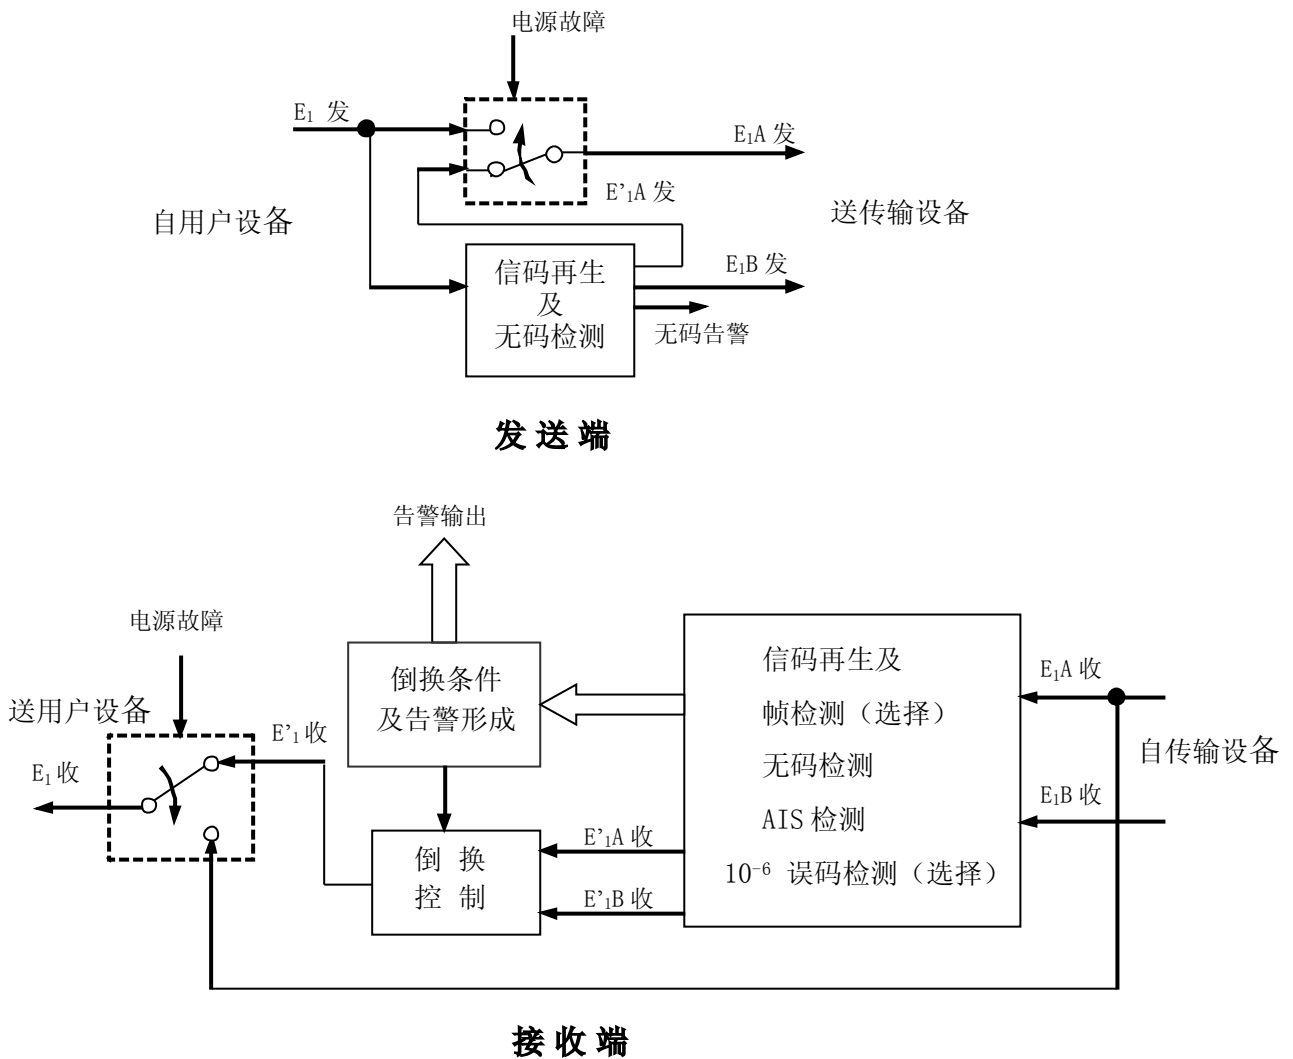 电源故障
E₁ 发
E₁A 发
E’₁A 发
自用户设备
送传输设备
E₁B 发
信码再生
及
无码检测
无码告警
发 送 端
告警输出
电源故障
送用户设备
E’₁ 收
E₁ 收
倒换条件
及告警形成
倒 换
控 制
E’₁A 收
E’₁B 收
信码再生及
帧检测（选择）
无码检测
AIS 检测
10⁻⁶ 误码检测（选择）
E₁A 收
自传输设备
E₁B 收
接 收 端